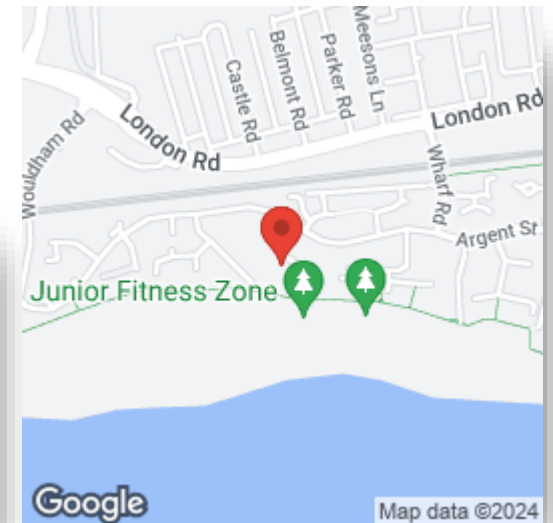 Meesons Ln
Parker Rd
Belmont Rd
Castle Rd
London Rd
London Rd
Wouldham Rd
Wharf Rd
Argent St
Junior Fitness Zone
Google
Map data ©2024